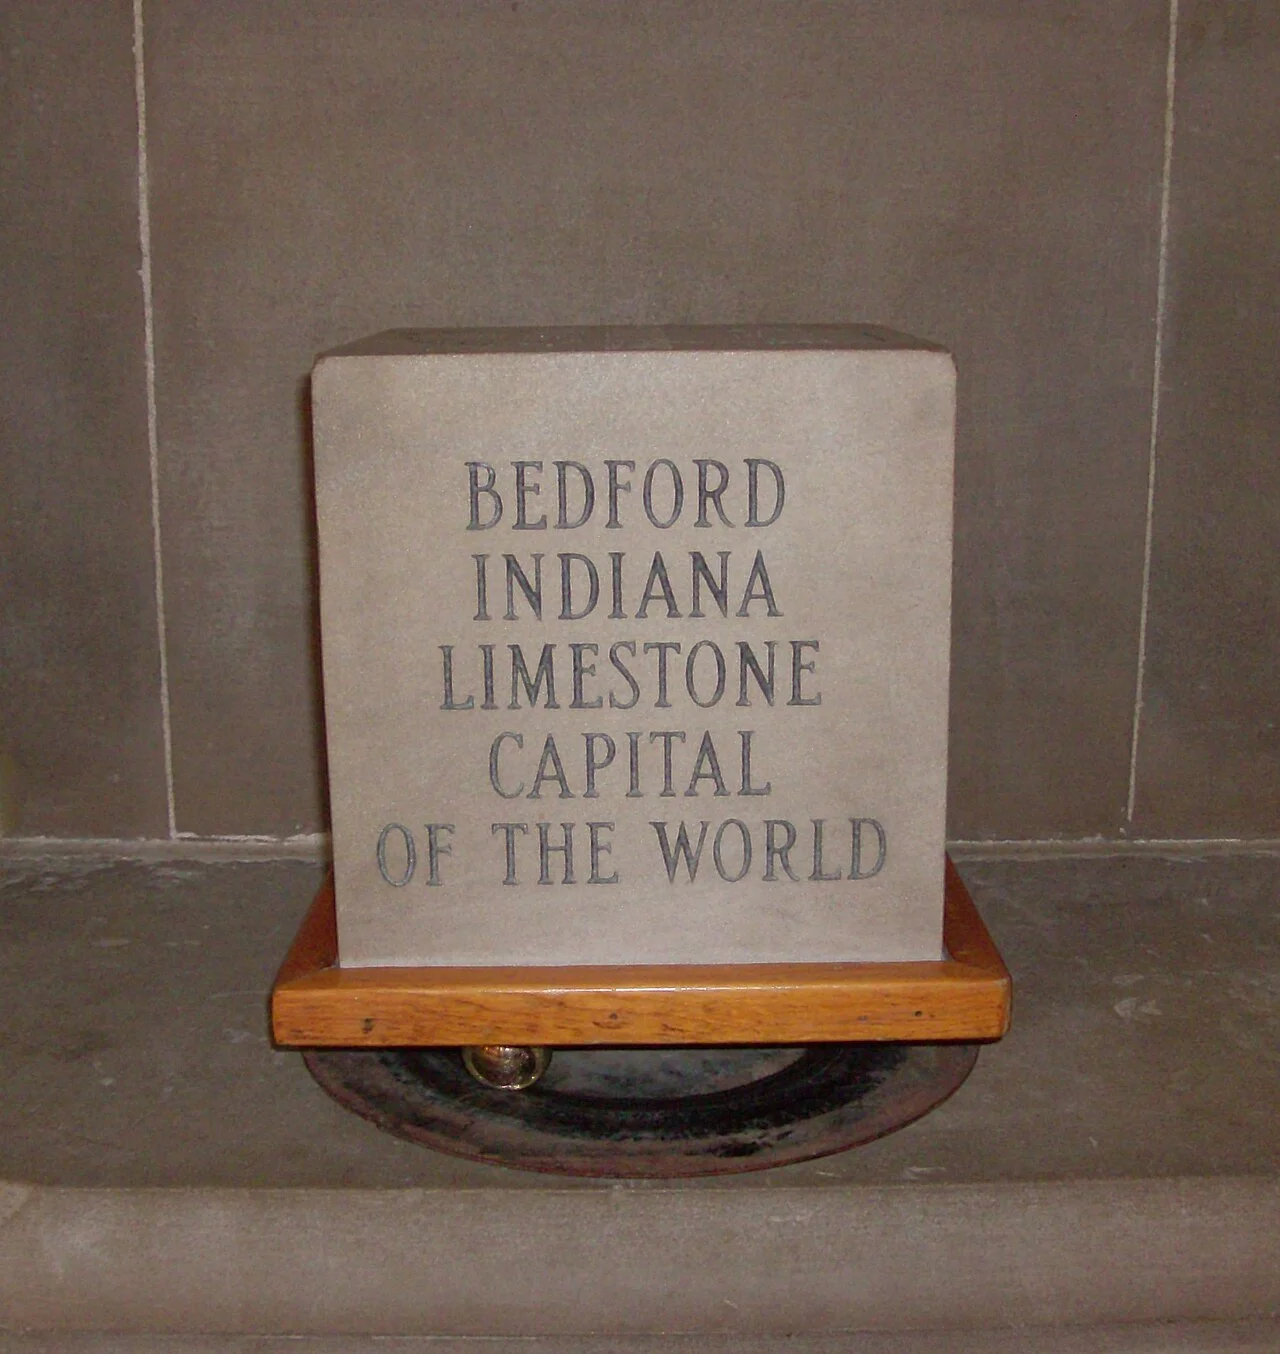 BEDFORD
INDIANA
LIMESTONE
CAPITAL
OF THE WORLD